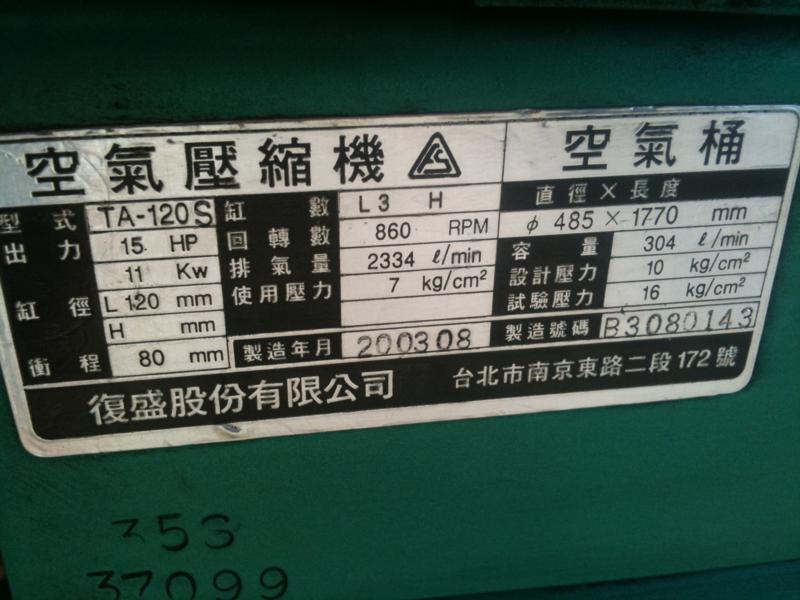 空氣壓縮機
空氣桶
型式 TA-120S 缸數 L 3 H
直徑×長度
出力 15 HP 回轉數 860 RPM
φ 485 × 1770 mm
11 Kw 排氣量 2334 ℓ/min
容量 304 ℓ/min
缸徑 L 120 mm 使用壓力 7 kg/cm²
設計壓力 10 kg/cm²
H mm
試驗壓力 16 kg/cm²
衝程 80 mm 製造年月 200308 製造號碼 B3080143
復盛股份有限公司 台北市南京東路二段172號
353
37099